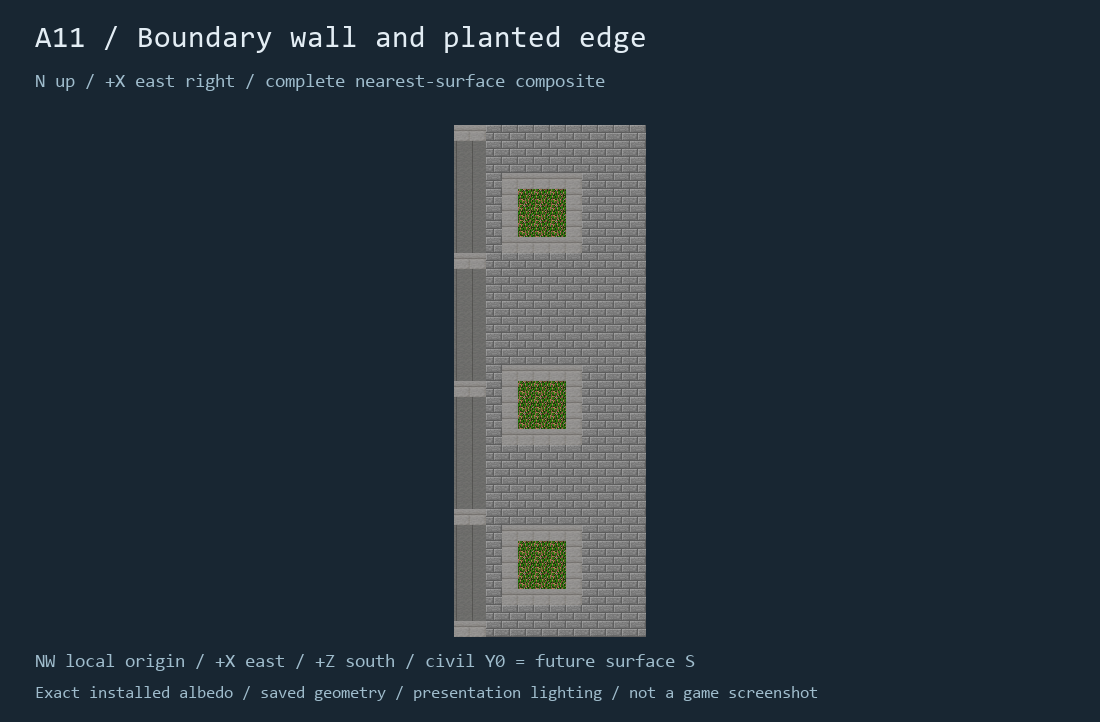 A11 / Boundary wall and planted edge
N up / +X east right / complete nearest-surface composite
NW local origin / +X east / +Z south / civil Y0 = future surface S
Exact installed albedo / saved geometry / presentation lighting / not a game screenshot